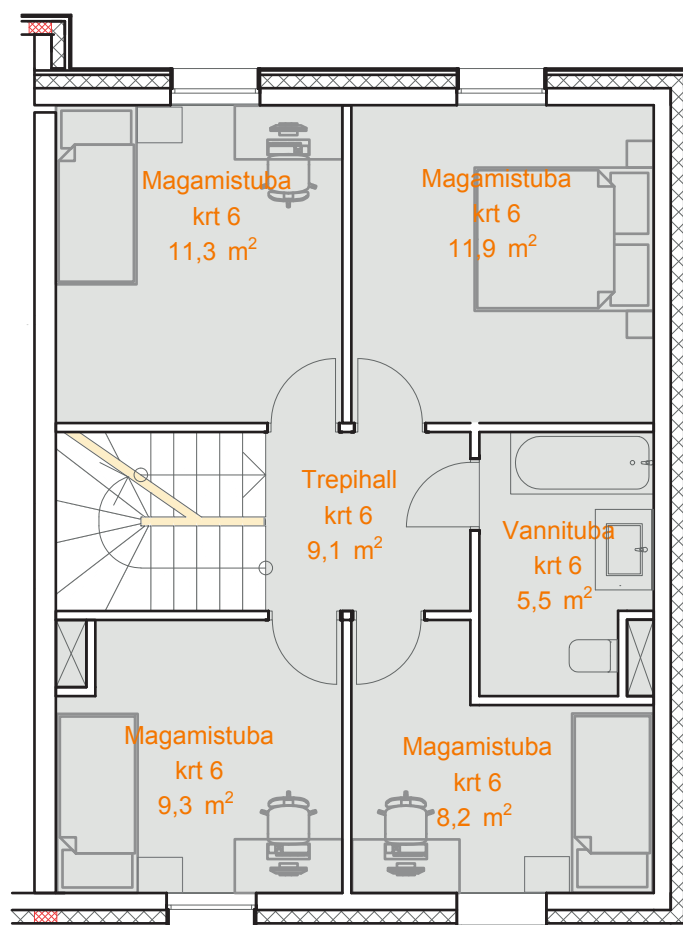 Magamistuba
krt 6
11,3 m²
Magamistuba
krt 6
11,9 m²
Trepihall
krt 6
9,1 m²
Vannituba
krt 6
5,5 m²
Magamistuba
krt 6
9,3 m²
Magamistuba
krt 6
8,2 m²